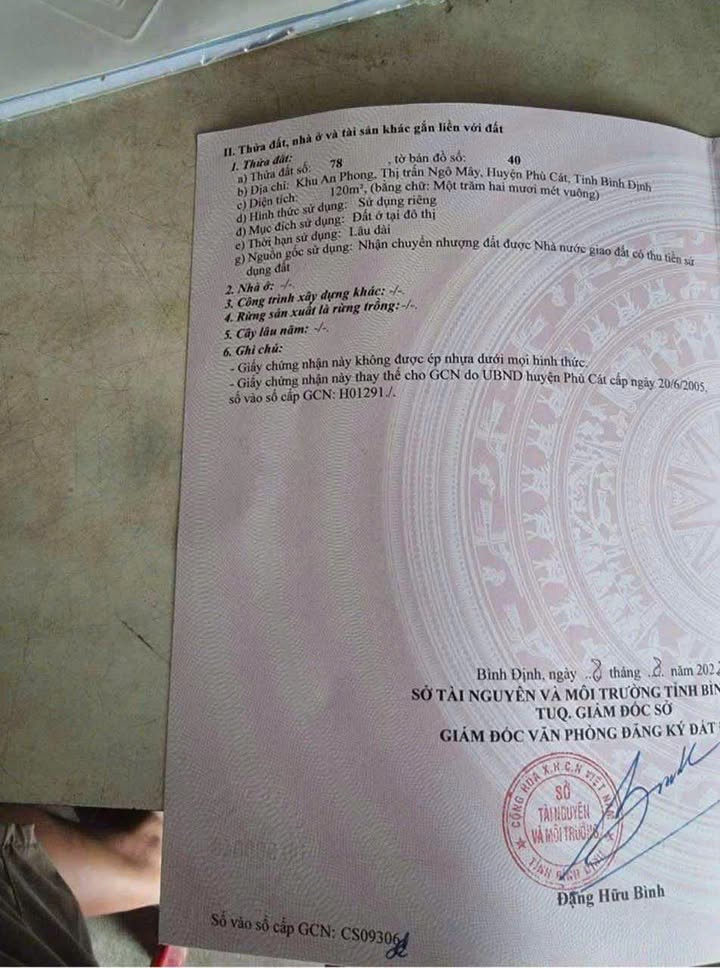 II. Thửa đất, nhà ở và tài sản khác gắn liền với đất
1. Thửa đất:
a) Thửa đất số: 78 , tờ bản đồ số: 40
b) Địa chỉ: Khu An Phong, Thị trấn Ngô Mây, Huyện Phù Cát, Tỉnh Bình Định
c) Diện tích: 120m², (bằng chữ: Một trăm hai mươi mét vuông)
d) Hình thức sử dụng: Sử dụng riêng
đ) Mục đích sử dụng: Đất ở tại đô thị
e) Thời hạn sử dụng: Lâu dài
g) Nguồn gốc sử dụng: Nhận chuyển nhượng đất được Nhà nước giao đất có thu tiền sử
dụng đất
2. Nhà ở: -/-.
3. Công trình xây dựng khác: -/-.
4. Rừng sản xuất là rừng trồng: -/-.
5. Cây lâu năm: -/-.
6. Ghi chú:
- Giấy chứng nhận này không được ép nhựa dưới mọi hình thức.
- Giấy chứng nhận này thay thế cho GCN do UBND huyện Phù Cát cấp ngày 20/6/2005,
số vào sổ cấp GCN: H01291./.
Bình Định, ngày ..8 tháng ..8. năm 202
SỞ TÀI NGUYÊN VÀ MÔI TRƯỜNG TỈNH BÌN
TUQ. GIÁM ĐỐC SỞ
GIÁM ĐỐC VĂN PHÒNG ĐĂNG KÝ ĐẤT
CỘNG HÒA X.H.C.N VIỆT NAM
SỞ
TÀI NGUYÊN
VÀ MÔI TRƯỜNG
TỈNH BÌNH ĐỊNH
Đặng Hữu Bình
Số vào sổ cấp GCN: CS09306